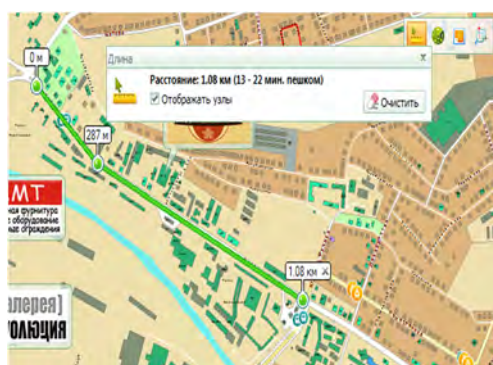 0 м
Длина
x
Расстояние: 1.08 км (13 - 22 мин. пешком)
Отображать узлы
Очистить
287 м
МТ
ная фурнитура
оборудование
ограждения
1.08 км
алерея)
олюция